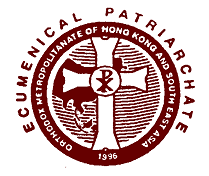 ECUMENICAL PATRIARCHATE
ORTHODOX METROPOLITANATE OF HONG KONG AND SOUTH EAST ASIA
1996